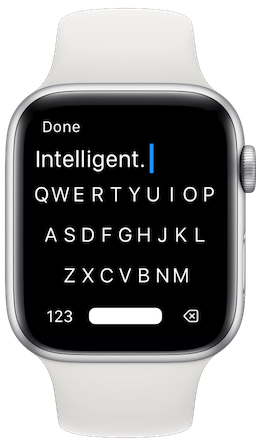 Done
Intelligent.
QWERTYUIOP
ASDFGHJKL
ZXCVBNM
123